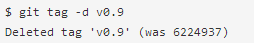 $ git tag -d v0.9
Deleted tag 'v0.9' (was 6224937)